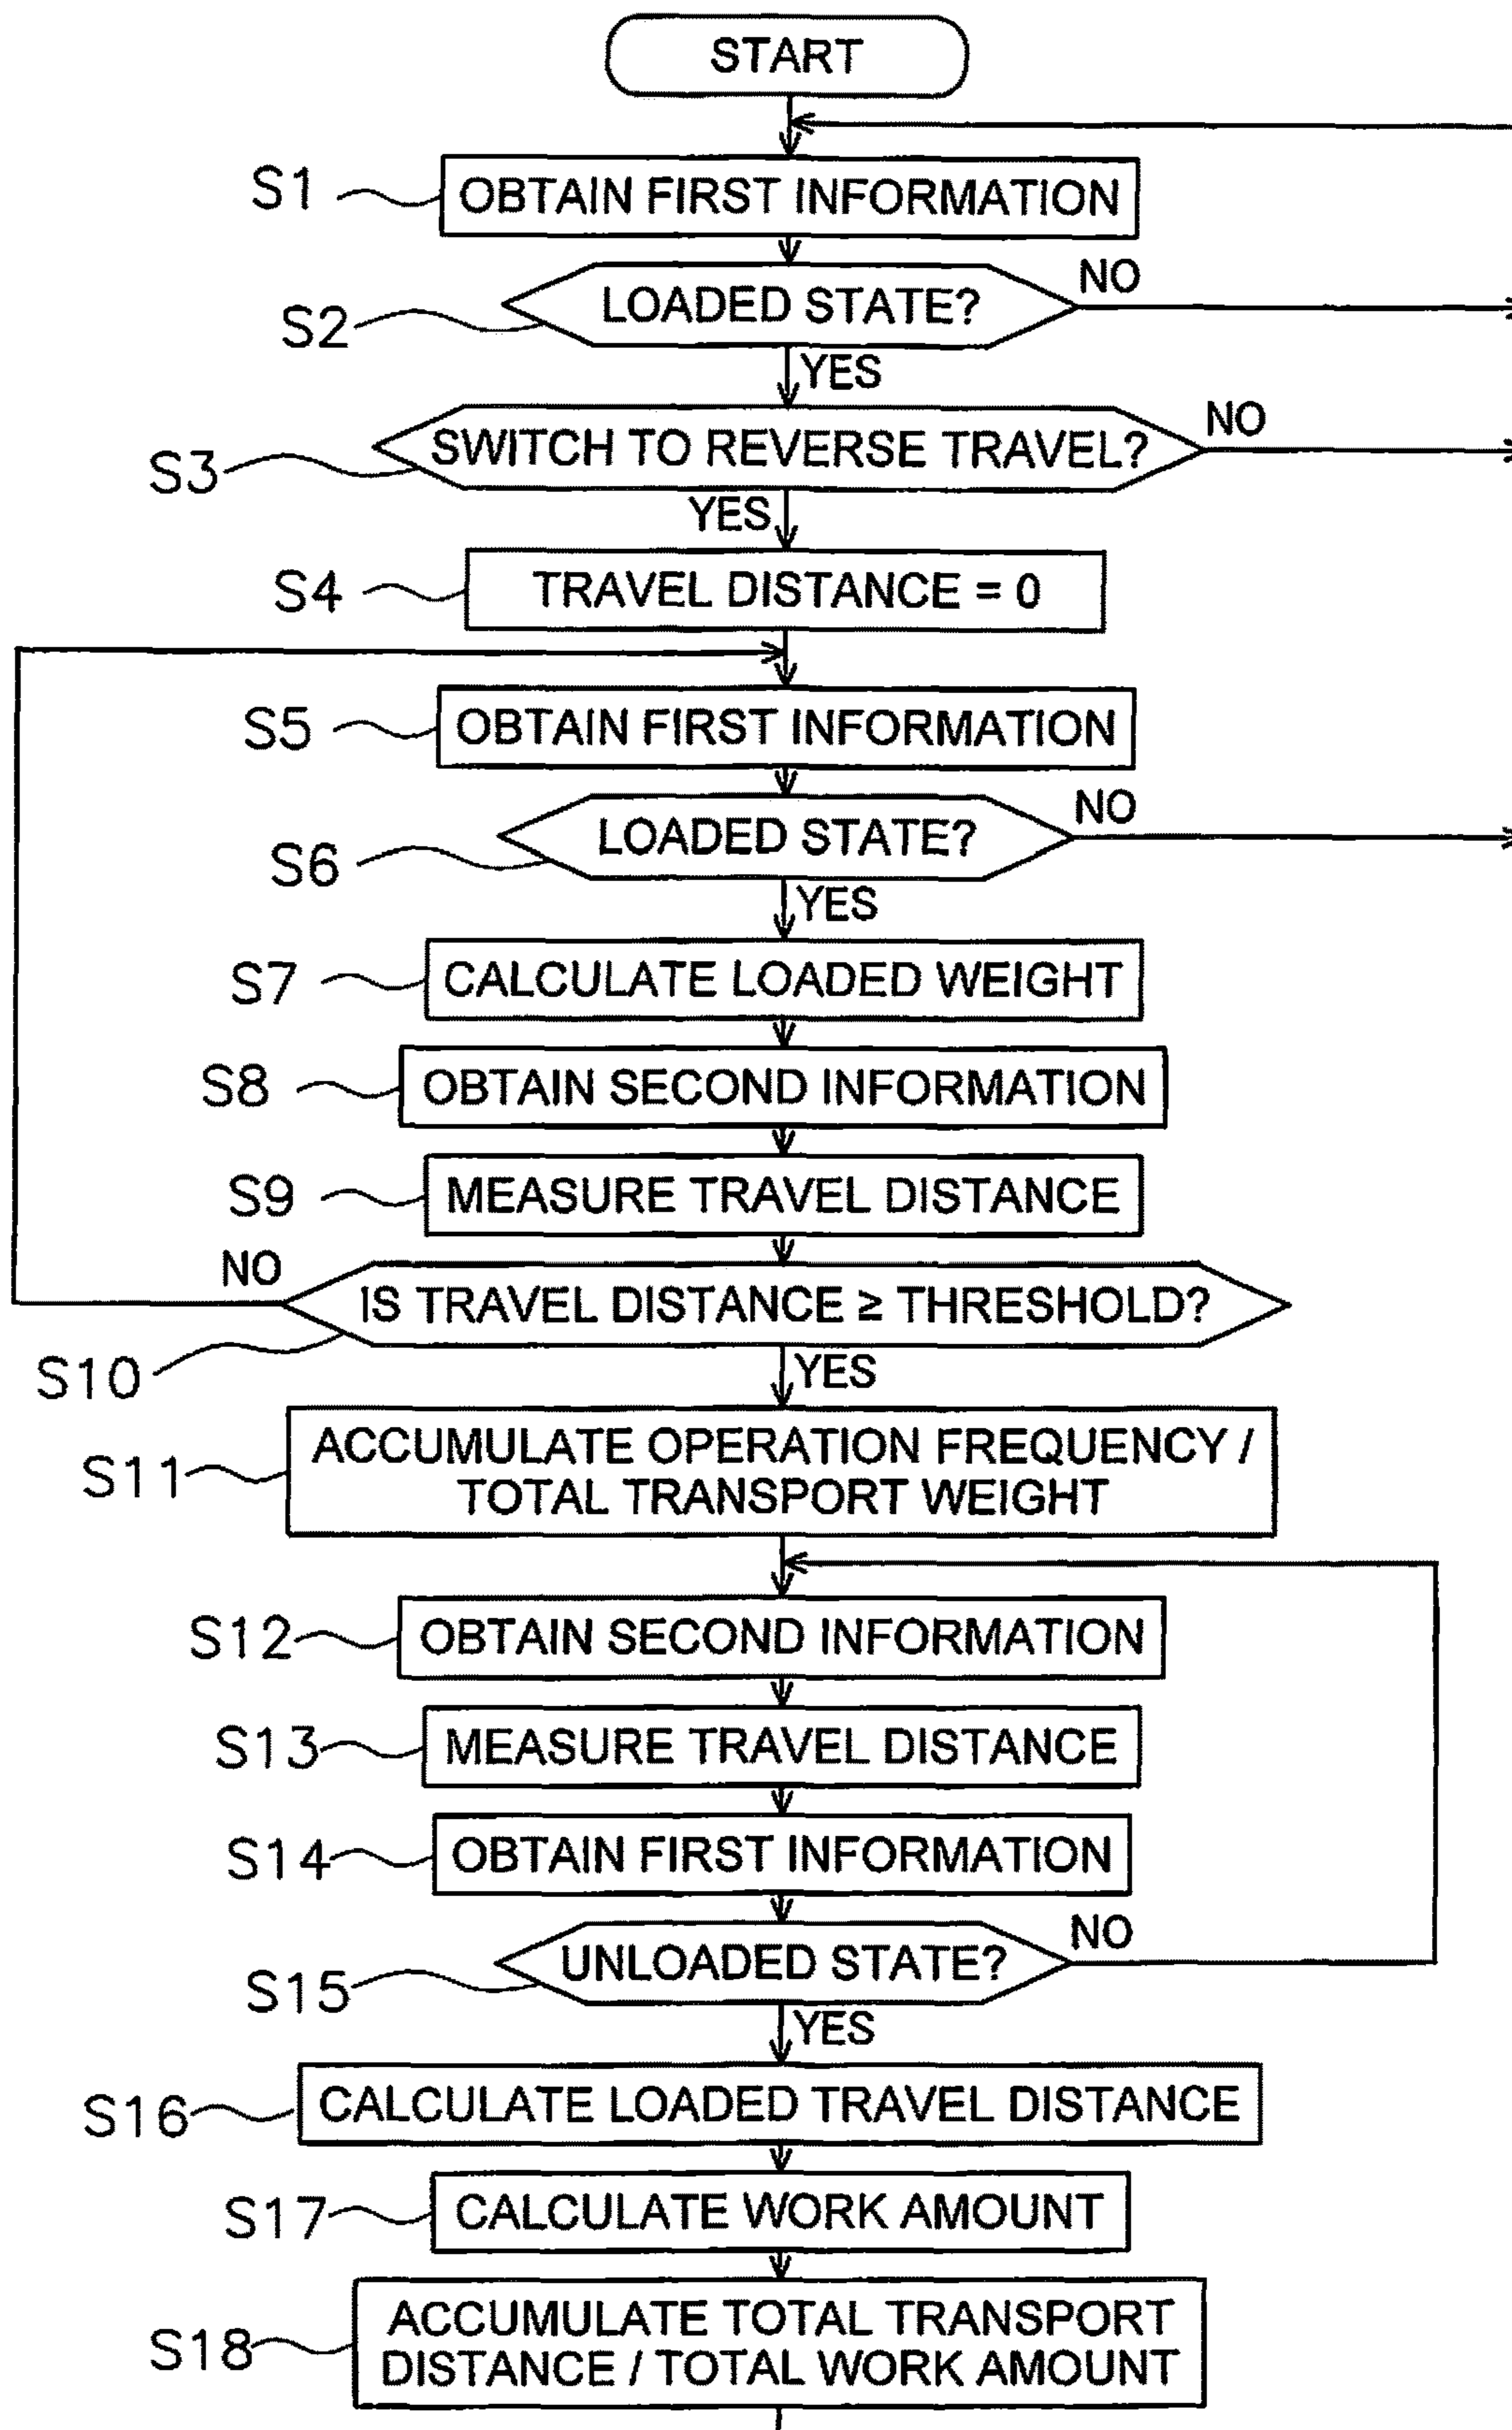 START
S1
OBTAIN FIRST INFORMATION
S2
LOADED STATE?
NO
YES
S3
SWITCH TO REVERSE TRAVEL?
NO
YES
S4
TRAVEL DISTANCE = 0
S5
OBTAIN FIRST INFORMATION
S6
LOADED STATE?
NO
YES
S7
CALCULATE LOADED WEIGHT
S8
OBTAIN SECOND INFORMATION
S9
MEASURE TRAVEL DISTANCE
NO
S10
IS TRAVEL DISTANCE ≥ THRESHOLD?
YES
S11
ACCUMULATE OPERATION FREQUENCY /
TOTAL TRANSPORT WEIGHT
S12
OBTAIN SECOND INFORMATION
S13
MEASURE TRAVEL DISTANCE
S14
OBTAIN FIRST INFORMATION
S15
UNLOADED STATE?
NO
YES
S16
CALCULATE LOADED TRAVEL DISTANCE
S17
CALCULATE WORK AMOUNT
S18
ACCUMULATE TOTAL TRANSPORT
DISTANCE / TOTAL WORK AMOUNT